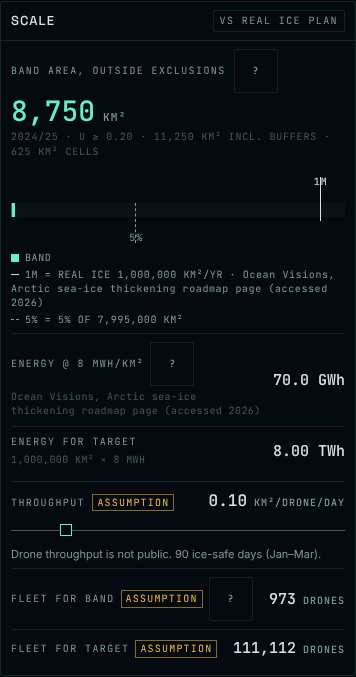 SCALE
VS REAL ICE PLAN
BAND AREA, OUTSIDE EXCLUSIONS ?
8,750 KM²
2024/25 · U ≥ 0.20 · 11,250 KM² INCL. BUFFERS ·
625 KM² CELLS
1M
5%
BAND
1M = REAL ICE 1,000,000 KM²/YR · Ocean Visions,
Arctic sea-ice thickening roadmap page (accessed
2026)
5% = 5% OF 7,995,000 KM²
ENERGY @ 8 MWH/KM² ?
70.0 GWh
Ocean Visions, Arctic sea-ice
thickening roadmap page (accessed 2026)
ENERGY FOR TARGET
8.00 TWh
1,000,000 KM² × 8 MWH
THROUGHPUT ASSUMPTION 0.10 KM²/DRONE/DAY
Drone throughput is not public. 90 ice-safe days (Jan–Mar).
FLEET FOR BAND ASSUMPTION ? 973 DRONES
FLEET FOR TARGET ASSUMPTION 111,112 DRONES